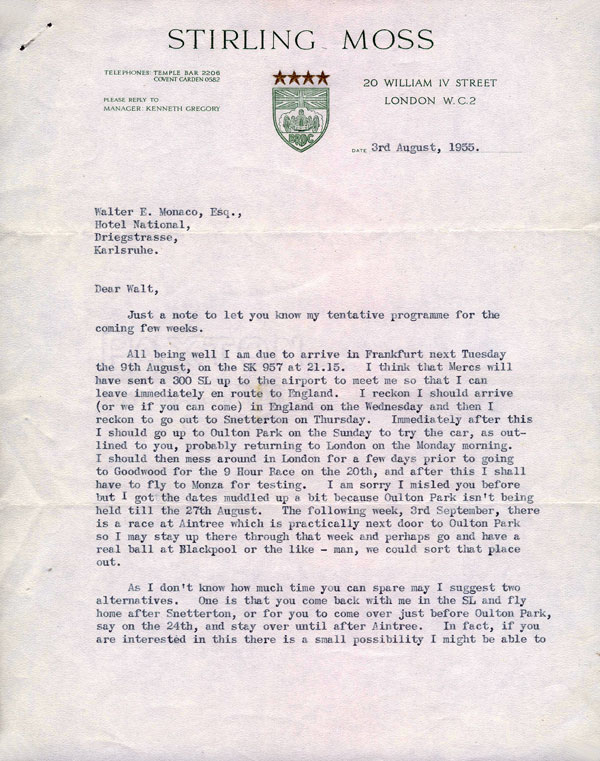 STIRLING MOSS
TELEPHONES: TEMPLE BAR 2206
COVENT GARDEN 0582
PLEASE REPLY TO
MANAGER: KENNETH GREGORY
20 WILLIAM IV STREET
LONDON W.C.2
DATE 3rd August, 1955.
Walter E. Monaco, Esq.,
Hotel National,
Driegstrasse,
Karlsruhe.
Dear Walt,
Just a note to let you know my tentative programme for the
coming few weeks.
All being well I am due to arrive in Frankfurt next Tuesday
the 9th August, on the SK 957 at 21.15. I think that Mercs will
have sent a 300 SL up to the airport to meet me so that I can
leave immediately en route to England. I reckon I should arrive
(or we if you can come) in England on the Wednesday and then I
reckon to go out to Snetterton on Thursday. Immediately after this
I should go up to Oulton Park on the Sunday to try the car, as out-
lined to you, probably returning to London on the Monday morning.
I should then mess around in London for a few days prior to going
to Goodwood for the 9 Hour Race on the 20th, and after this I shall
have to fly to Monza for testing. I am sorry I misled you before
but I got the dates muddled up a bit because Oulton Park isn't being
held till the 27th August. The following week, 3rd September, there
is a race at Aintree which is practically next door to Oulton Park
so I may stay up there through that week and perhaps go and have a
real ball at Blackpool or the like - man, we could sort that place
out.
As I don't know how much time you can spare may I suggest two
alternatives. One is that you come back with me in the SL and fly
home after Snetterton, or for you to come over just before Oulton Park,
say on the 24th, and stay over until after Aintree. In fact, if you
are interested in this there is a small possibility I might be able to